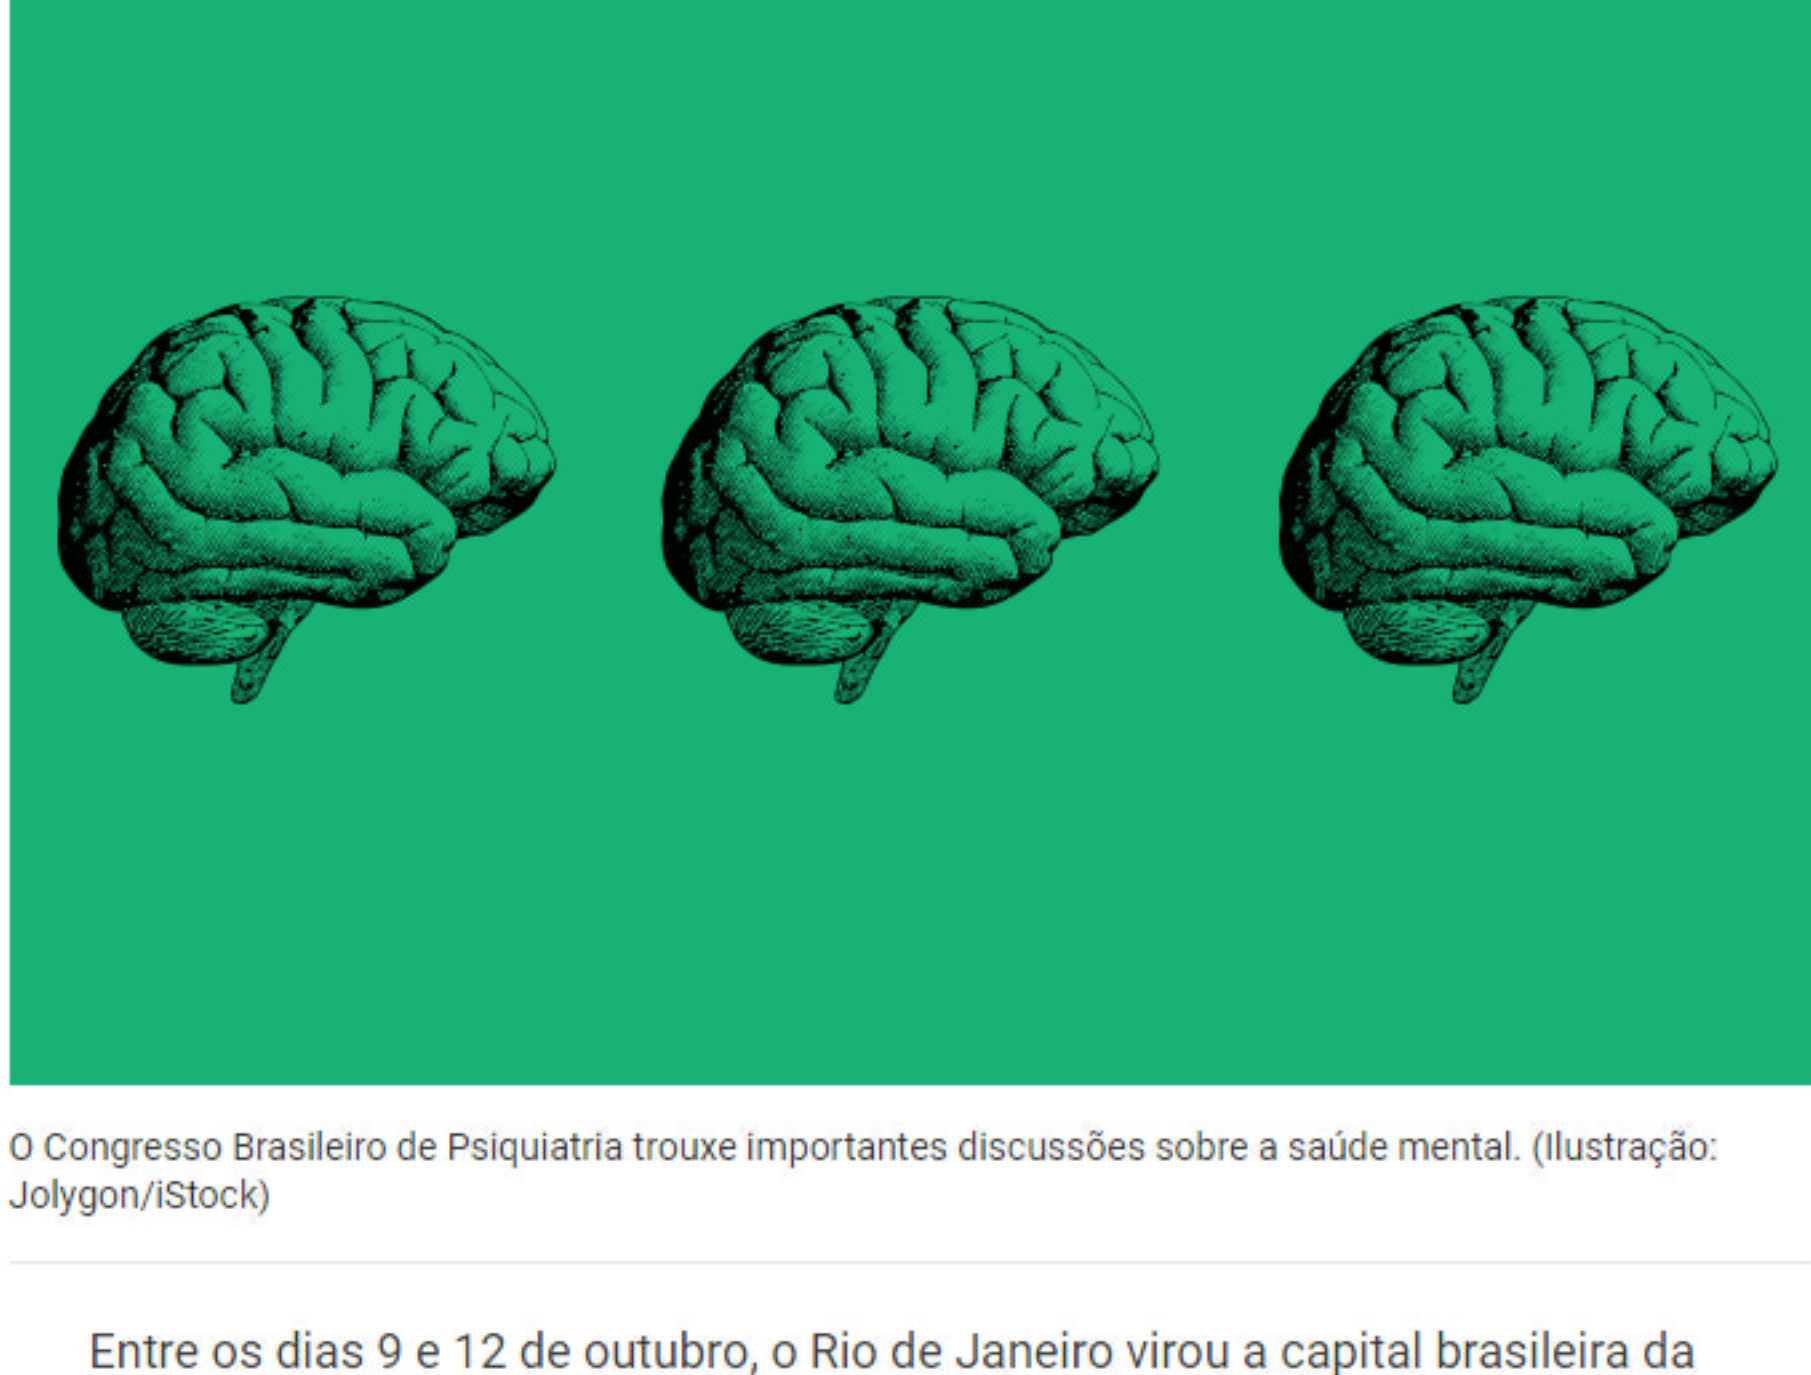 O Congresso Brasileiro de Psiquiatria trouxe importantes discussões sobre a saúde mental. (Ilustração:
Jolygon/iStock)
Entre os dias 9 e 12 de outubro, o Rio de Janeiro virou a capital brasileira da